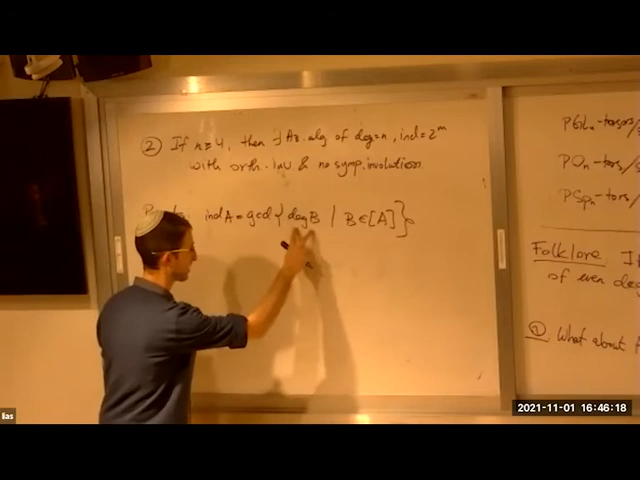 ② If n ≥ 4, then ∃ Az. alg of deg=n, ind=2^m
with orth. inv & no symp. involution
ind A = gcd { deg B | B ∈ [A] }
PGLn-torsors/
POn-tors/
PSpn-tors/
Folklore
of even deg
① What about
2021-11-01 16:46:18
lias